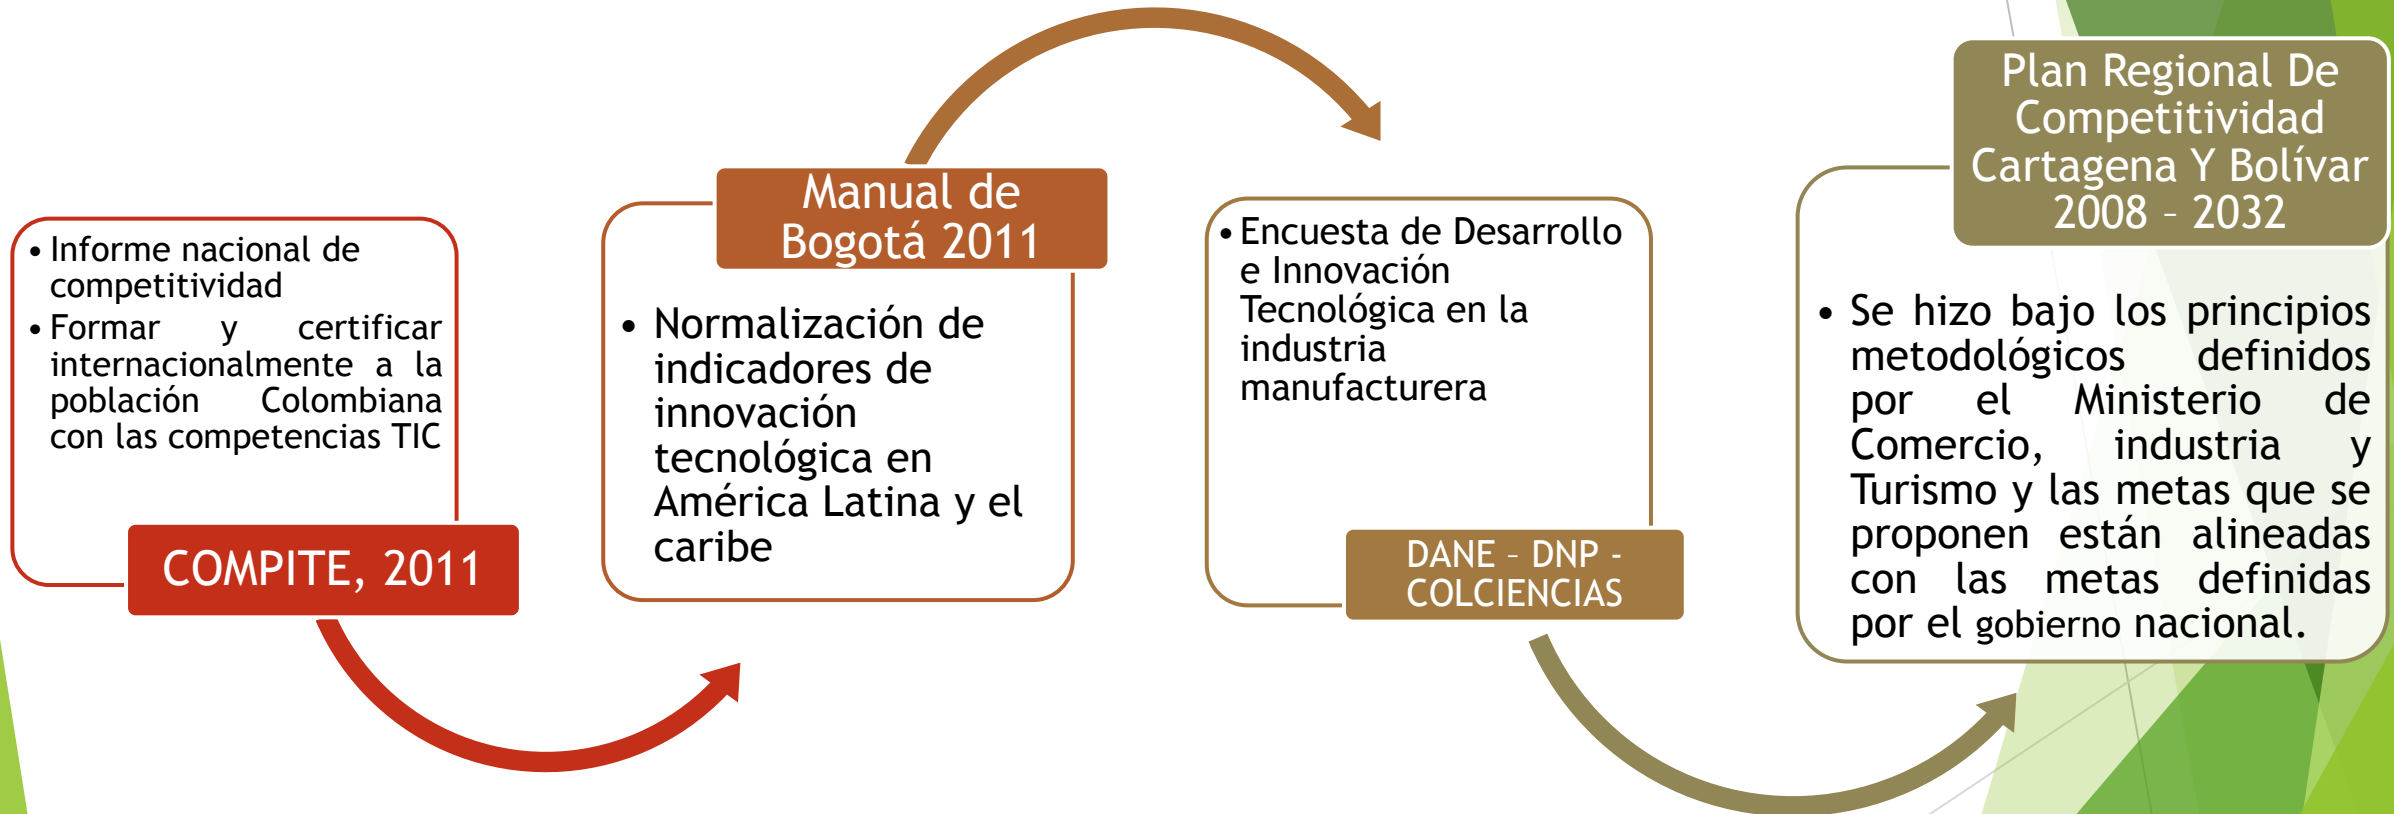 • Informe nacional de
competitividad
• Formar y certificar
internacionalmente a la
población Colombiana
con las competencias TIC
COMPITE, 2011
Manual de
Bogotá 2011
• Normalización de
indicadores de
innovación
tecnológica en
América Latina y el
caribe
• Encuesta de Desarrollo
e Innovación
Tecnológica en la
industria
manufacturera
DANE – DNP -
COLCIENCIAS
Plan Regional De
Competitividad
Cartagena Y Bolívar
2008 – 2032
• Se hizo bajo los principios
metodológicos definidos
por el Ministerio de
Comercio, industria y
Turismo y las metas que se
proponen están alineadas
con las metas definidas
por el gobierno nacional.